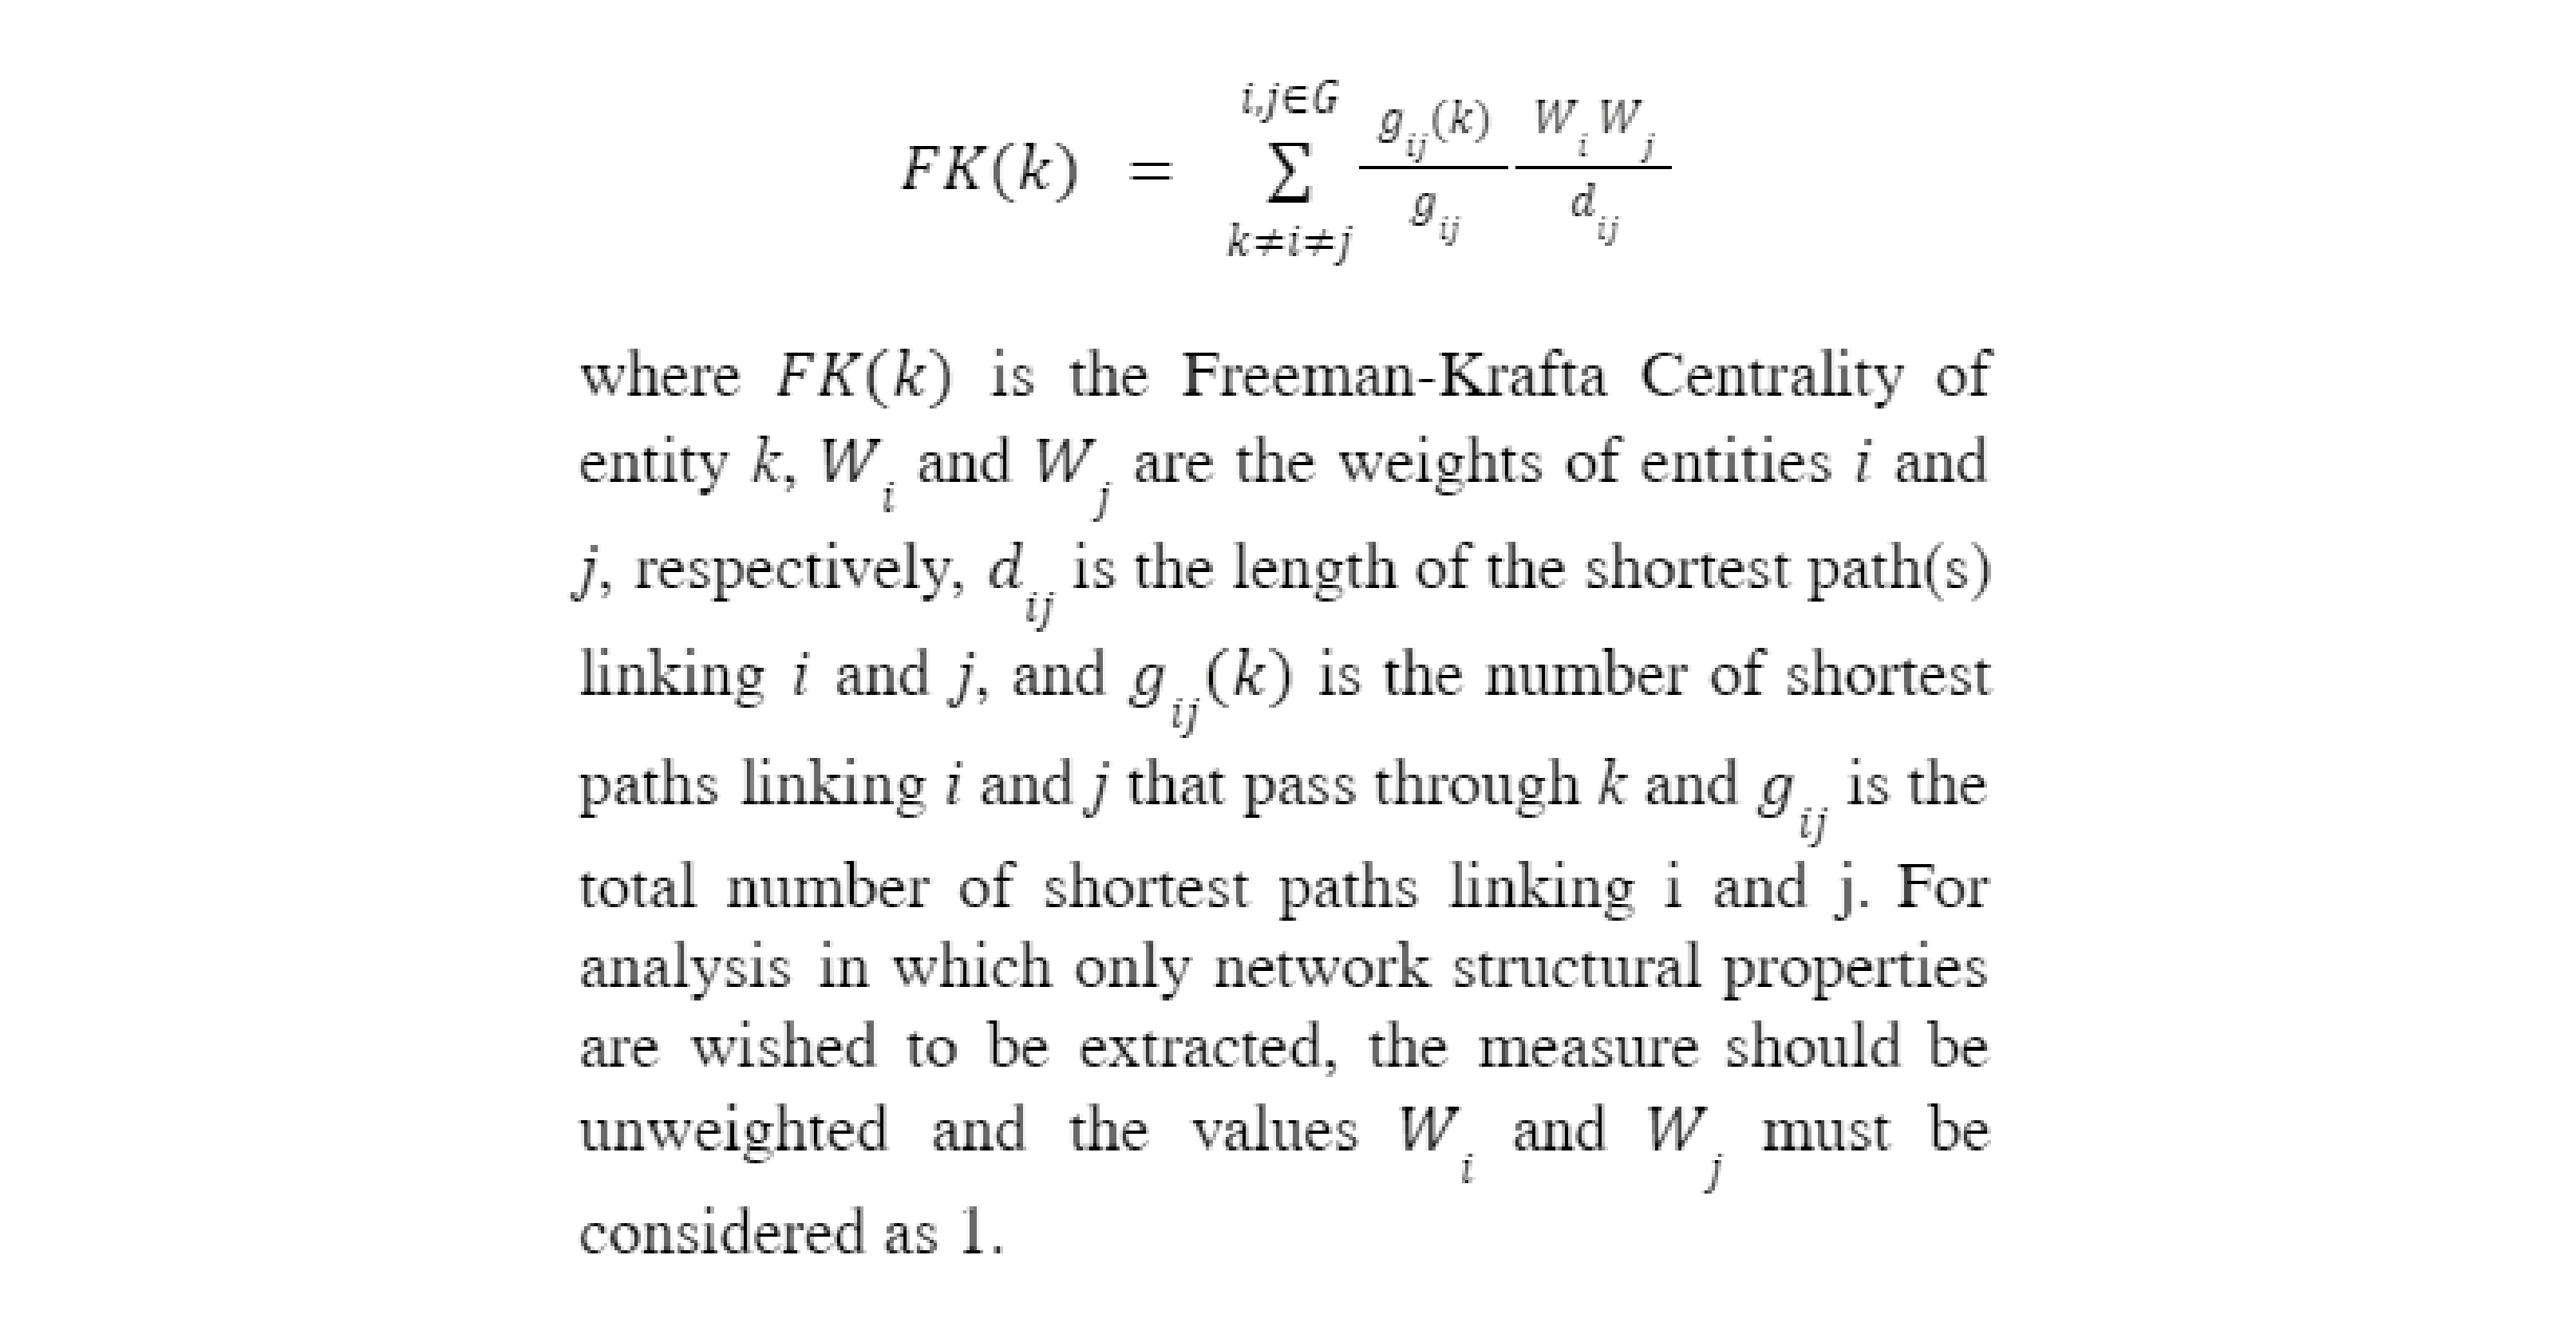 FK(k) = \sum_{k≠i≠j}^{i,j∈G} \frac{g_{ij}(k)}{g_{ij}} \frac{W_i W_j}{d_{ij}}
where FK(k) is the Freeman-Krafta Centrality of
entity k, W_i and W_j are the weights of entities i and
j, respectively, d_{ij} is the length of the shortest path(s)
linking i and j, and g_{ij}(k) is the number of shortest
paths linking i and j that pass through k and g_{ij} is the
total number of shortest paths linking i and j. For
analysis in which only network structural properties
are wished to be extracted, the measure should be
unweighted and the values W_i and W_j must be
considered as 1.